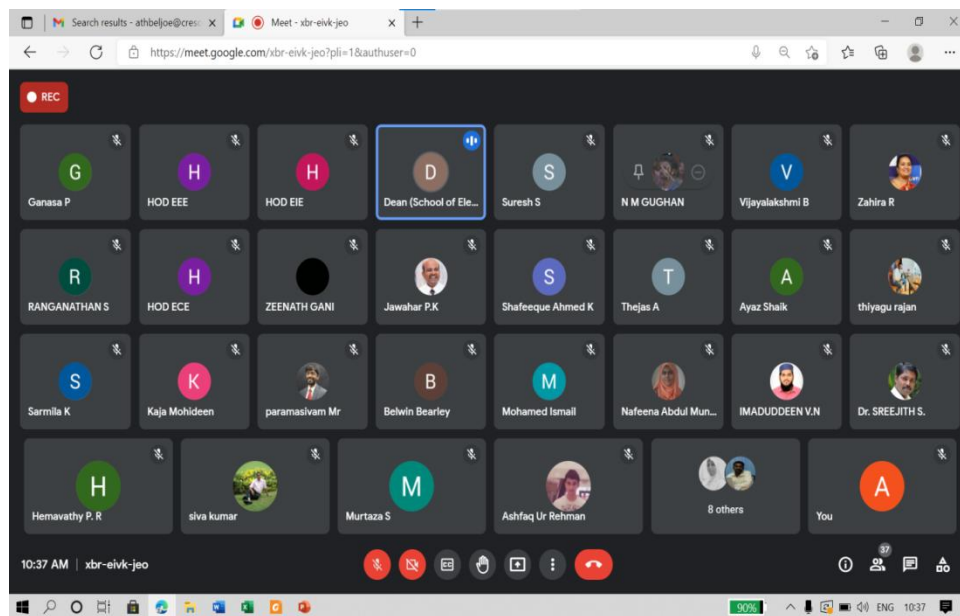 Search results - athbeljoe@cresc
Meet - xbr-eivk-jeo
https://meet.google.com/xbr-eivk-jeo?pli=1&authuser=0
REC
G H H D S V
Ganasa P HOD EEE HOD EIE Dean (School of Ele... Suresh S N M GUGHAN Vijayalakshmi B Zahira R
R H S T A
RANGANATHAN S HOD ECE ZEENATH GANI Jawahar P.K Shafeeque Ahmed K Thejas A Ayaz Shaik thiyagu rajan
S K B M
Sarmila K Kaja Mohideen paramasivam Mr Belwin Bearley Mohamed Ismail Nafeena Abdul Mun... IMADUDDEEN V.N Dr. SREEJITH S.
H M A
Hemavathy P. R siva kumar Murtaza S Ashfaq Ur Rehman 8 others You
10:37 AM | xbr-eivk-jeo CC 37
90% ENG 10:37